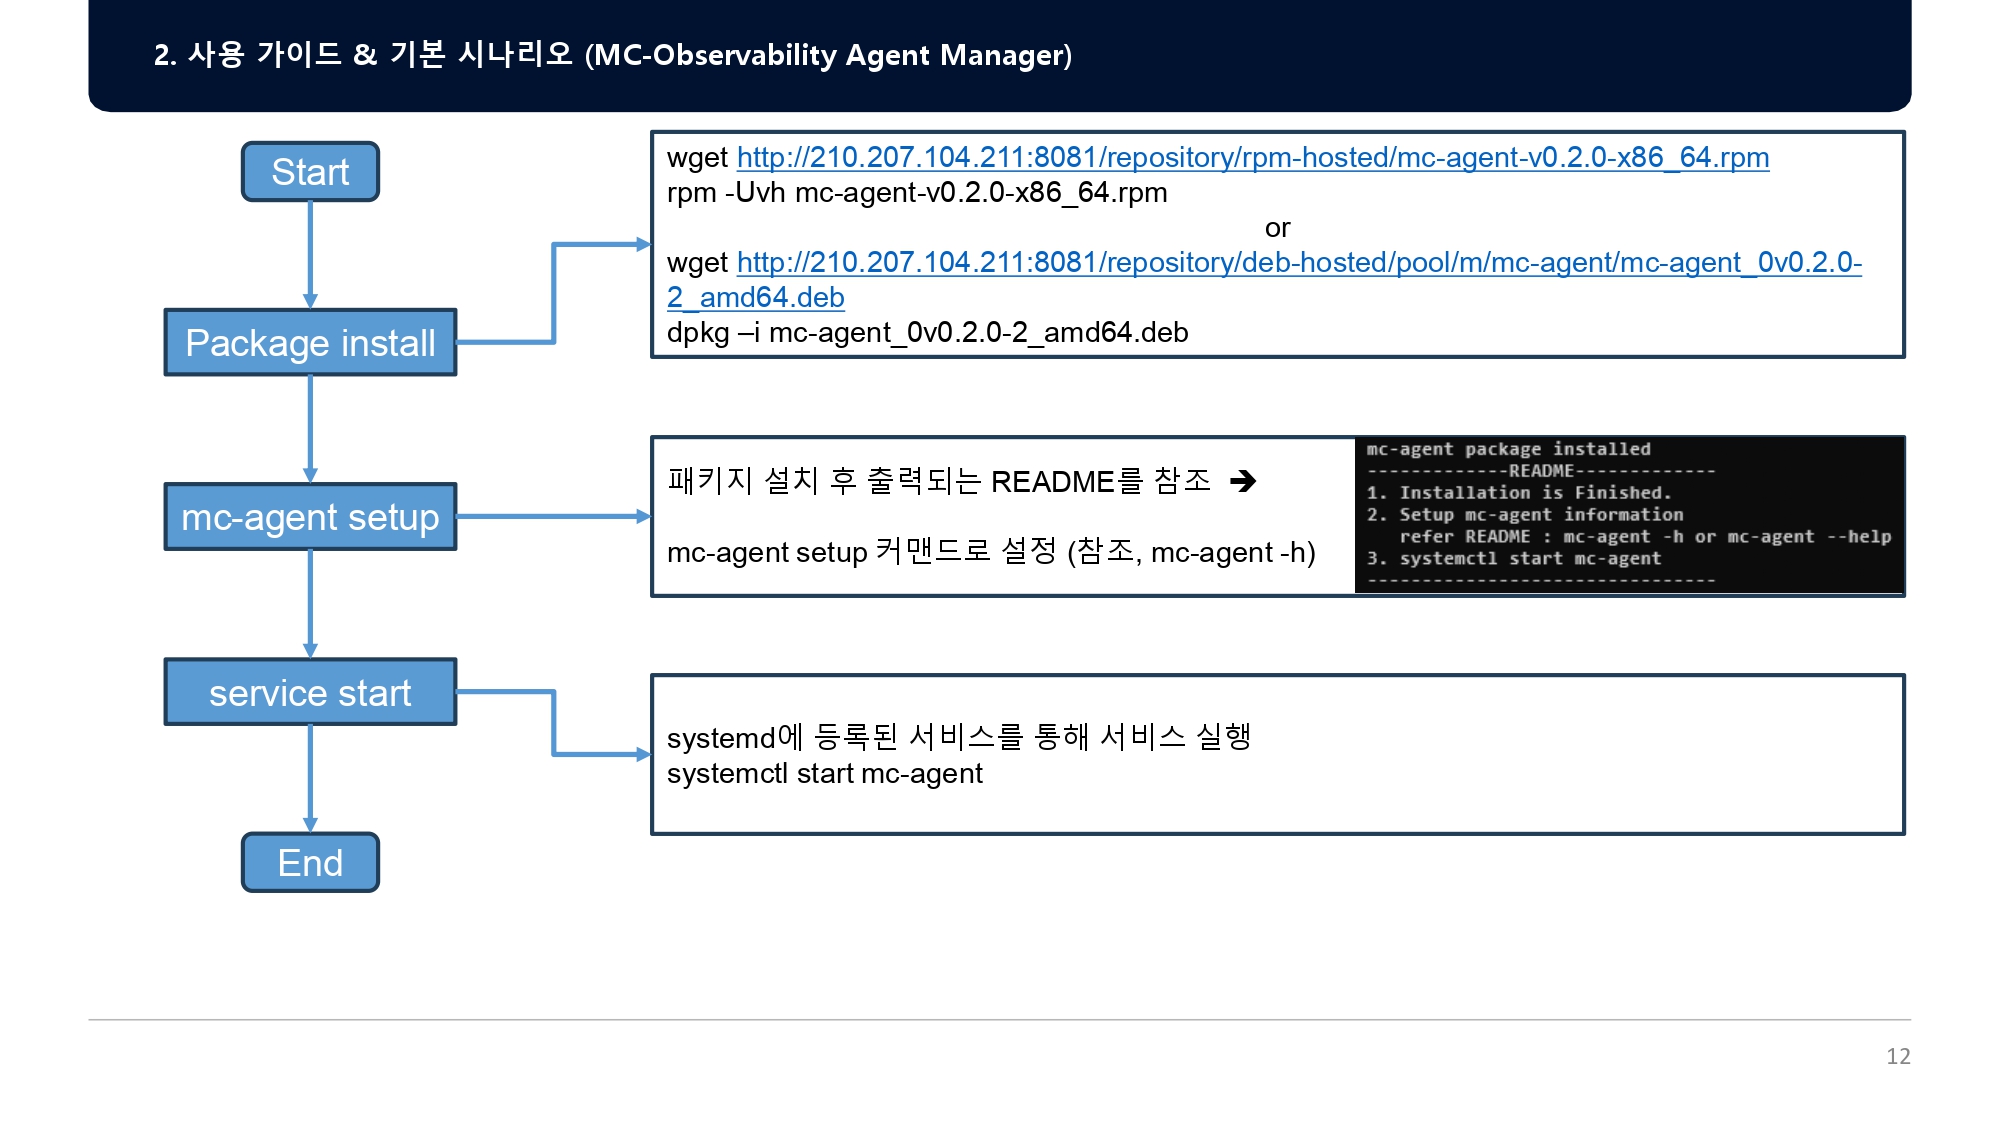 2. 사용 가이드 & 기본 시나리오 (MC-Observability Agent Manager)
Start
Package install
mc-agent setup
service start
End
wget http://210.207.104.211:8081/repository/rpm-hosted/mc-agent-v0.2.0-x86_64.rpm
rpm -Uvh mc-agent-v0.2.0-x86_64.rpm
or
wget http://210.207.104.211:8081/repository/deb-hosted/pool/m/mc-agent/mc-agent_0v0.2.0-
2_amd64.deb
dpkg –i mc-agent_0v0.2.0-2_amd64.deb
패키지 설치 후 출력되는 README를 참조 ➔
mc-agent setup 커맨드로 설정 (참조, mc-agent -h)
mc-agent package installed
-------------README-------------
1. Installation is Finished.
2. Setup mc-agent information
refer README : mc-agent -h or mc-agent --help
3. systemctl start mc-agent
--------------------------------
systemd에 등록된 서비스를 통해 서비스 실행
systemctl start mc-agent
12